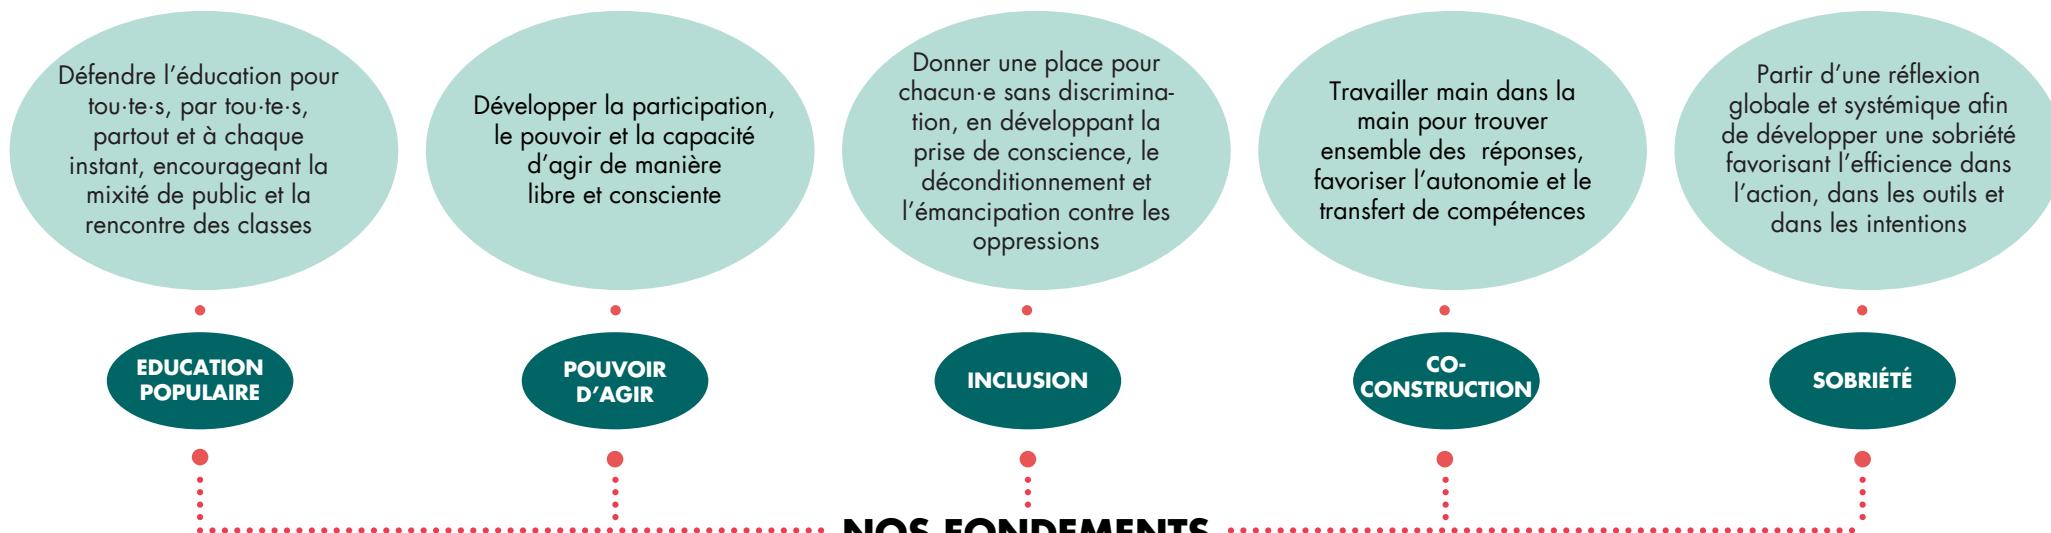 Défendre l'éducation pour
tou·te·s, par tou·te·s,
partout et à chaque
instant, encourageant la
mixité de public et la
rencontre des classes
EDUCATION
POPULAIRE
Développer la participation,
le pouvoir et la capacité
d'agir de manière
libre et consciente
POUVOIR
D'AGIR
Donner une place pour
chacun·e sans discrimina-
tion, en développant la
prise de conscience, le
déconditionnement et
l'émancipation contre les
oppressions
INCLUSION
Travailler main dans la
main pour trouver
ensemble des réponses,
favoriser l'autonomie et le
transfert de compétences
CO-
CONSTRUCTION
Partir d'une réflexion
globale et systémique afin
de développer une sobriété
favorisant l'efficience dans
l'action, dans les outils et
dans les intentions
SOBRIÉTÉ
NOS FONDEMENTS